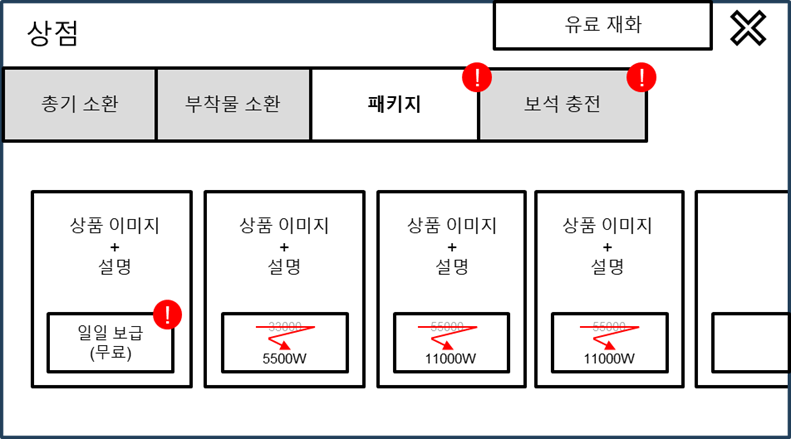 상점
유료 재화
총기 소환
부착물 소환
패키지
!
보석 충전
!
상품 이미지
+
설명
일일 보급
(무료)
!
상품 이미지
+
설명
33000
5500W
상품 이미지
+
설명
55000
11000W
상품 이미지
+
설명
55000
11000W